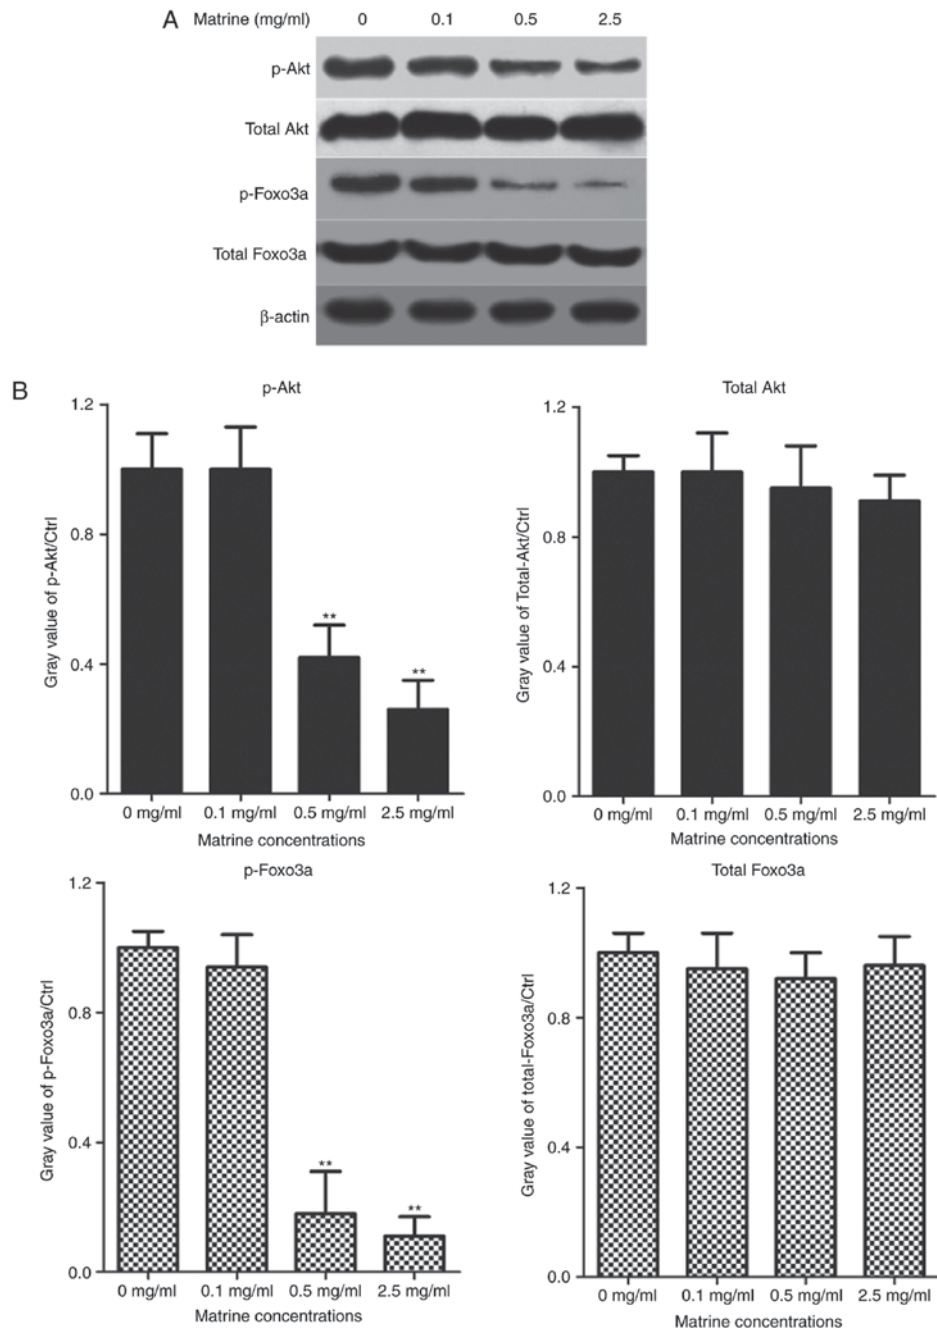 A Matrine (mg/ml) 0 0.1 0.5 2.5
p-Akt
Total Akt
p-Foxo3a
Total Foxo3a
β-actin
B
p-Akt
Gray value of p-Akt/Ctrl
1.2
0.8
0.4
0.0
**
**
0 mg/ml 0.1 mg/ml 0.5 mg/ml 2.5 mg/ml
Matrine concentrations
Total Akt
Gray value of Total-Akt/Ctrl
1.2
0.8
0.4
0.0
0 mg/ml 0.1 mg/ml 0.5 mg/ml 2.5 mg/ml
Matrine concentrations
p-Foxo3a
Gray value of p-Foxo3a/Ctrl
1.2
0.8
0.4
0.0
**
**
0 mg/ml 0.1 mg/ml 0.5 mg/ml 2.5 mg/ml
Matrine concentrations
Total Foxo3a
Gray value of total-Foxo3a/Ctrl
1.2
0.8
0.4
0.0
0 mg/ml 0.1 mg/ml 0.5 mg/ml 2.5 mg/ml
Matrine concentrations